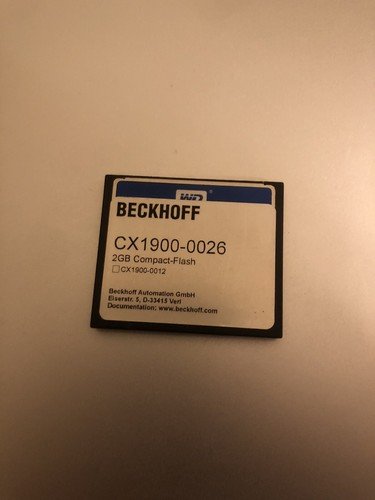 WD®
BECKHOFF
CX1900-0026
2GB Compact-Flash
☐CX1900-0012
Beckhoff Automation GmbH
Eiserstr. 5, D-33415 Verl
Documentation: www.beckhoff.com